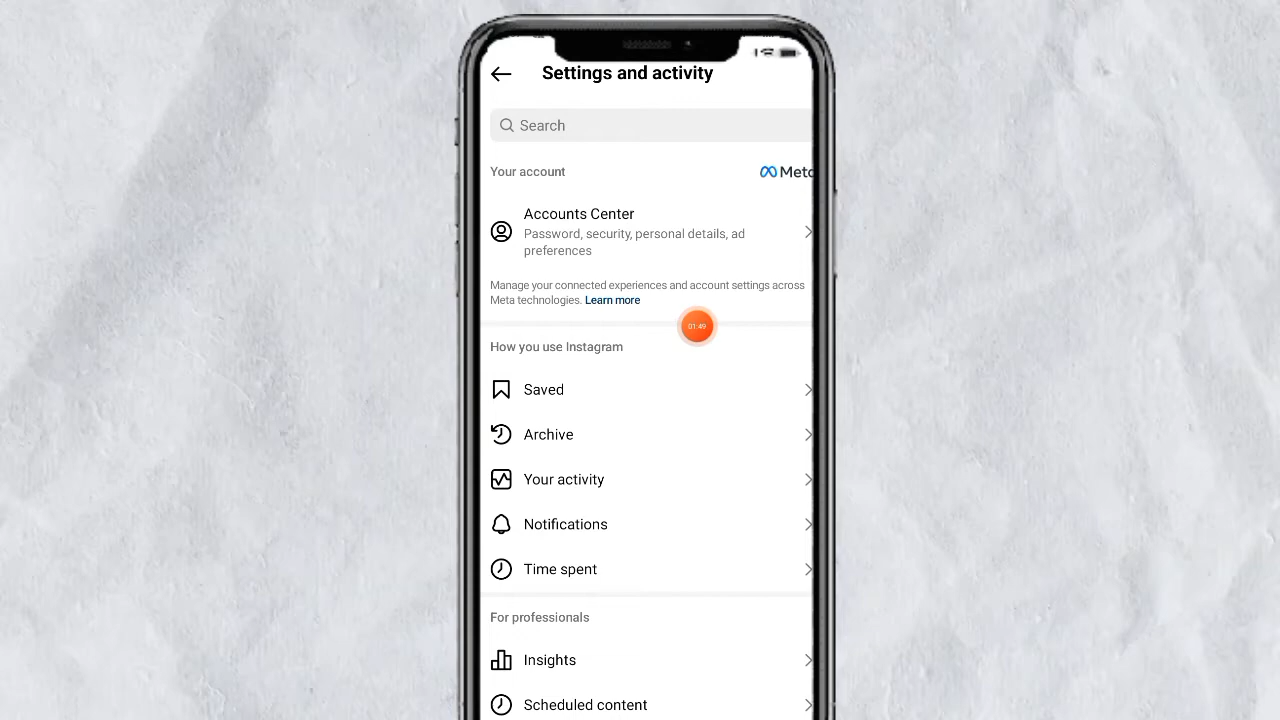 Settings and activity
Search
Your account
Meta
Accounts Center
Password, security, personal details, ad
preferences
Manage your connected experiences and account settings across
Meta technologies. Learn more
01:49
How you use Instagram
Saved
Archive
Your activity
Notifications
Time spent
For professionals
Insights
Scheduled content